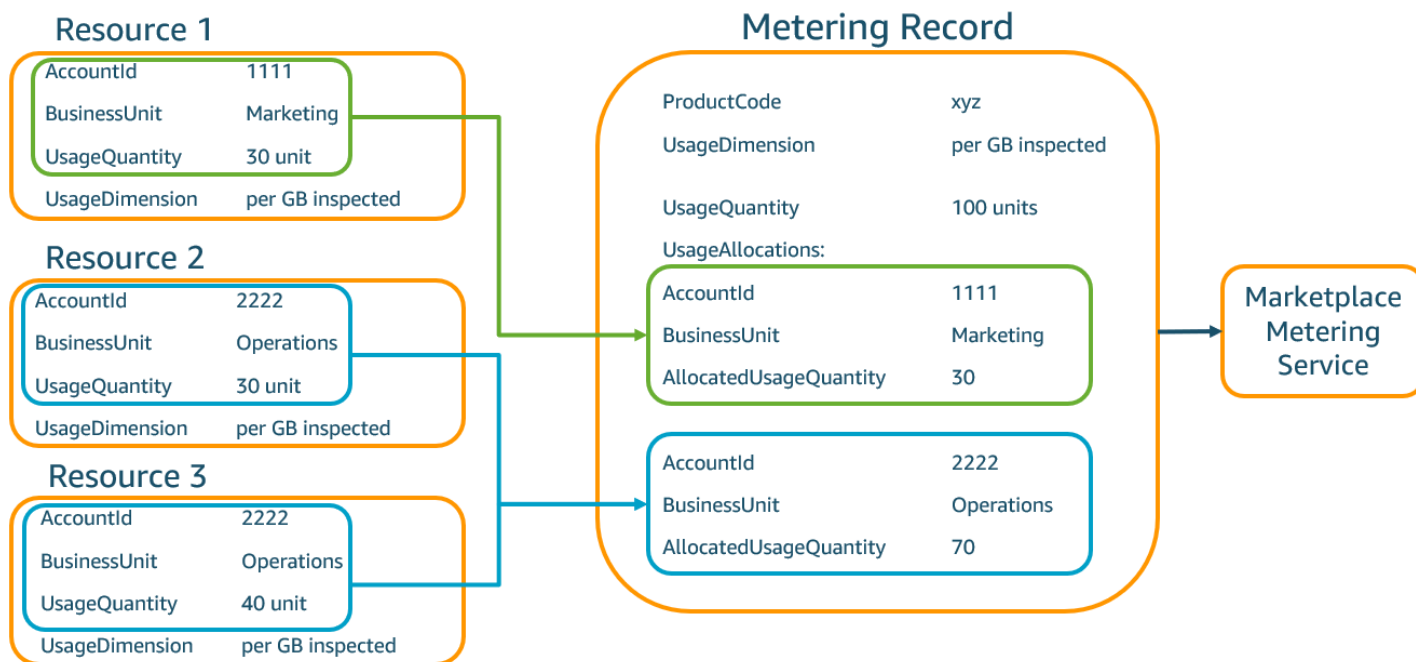 Resource 1
AccountId 1111
BusinessUnit Marketing
UsageQuantity 30 unit
UsageDimension per GB inspected
Resource 2
AccountId 2222
BusinessUnit Operations
UsageQuantity 30 unit
UsageDimension per GB inspected
Resource 3
AccountId 2222
BusinessUnit Operations
UsageQuantity 40 unit
UsageDimension per GB inspected
Metering Record
ProductCode xyz
UsageDimension per GB inspected
UsageQuantity 100 units
UsageAllocations:
AccountId 1111
BusinessUnit Marketing
AllocatedUsageQuantity 30
AccountId 2222
BusinessUnit Operations
AllocatedUsageQuantity 70
Marketplace
Metering
Service